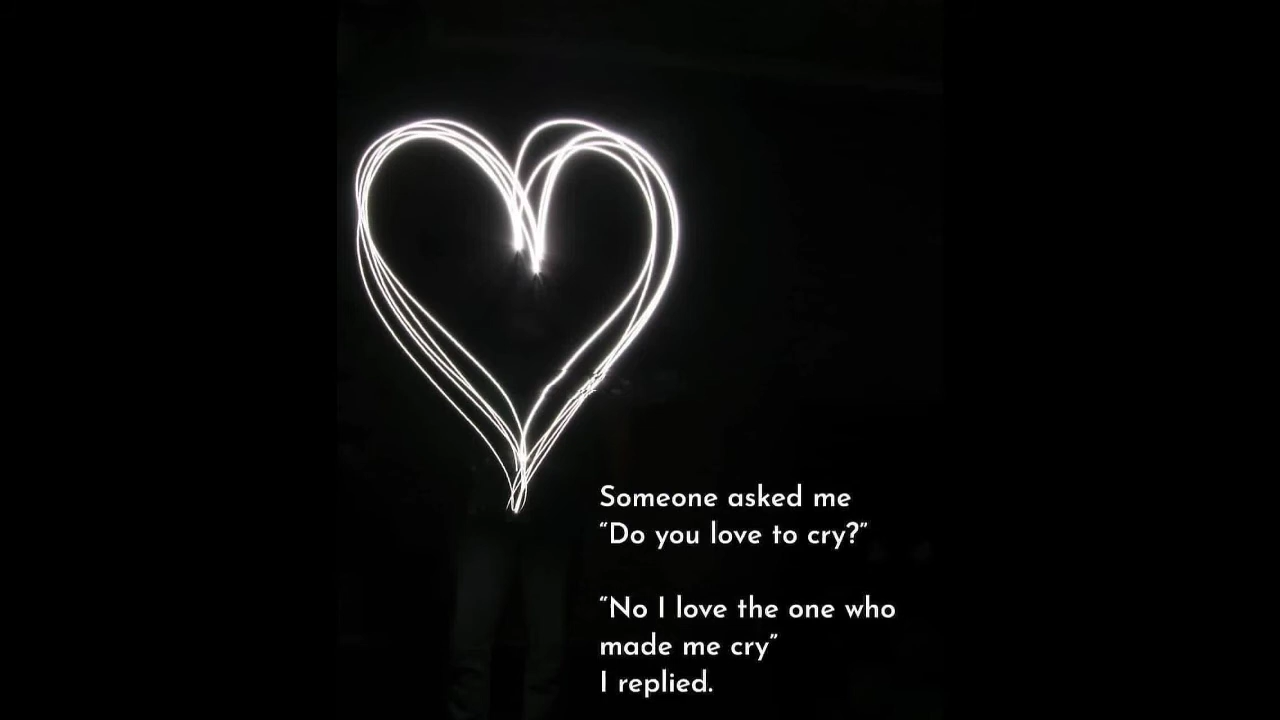 Someone asked me
“Do you love to cry?”
“No I love the one who
made me cry”
I replied.